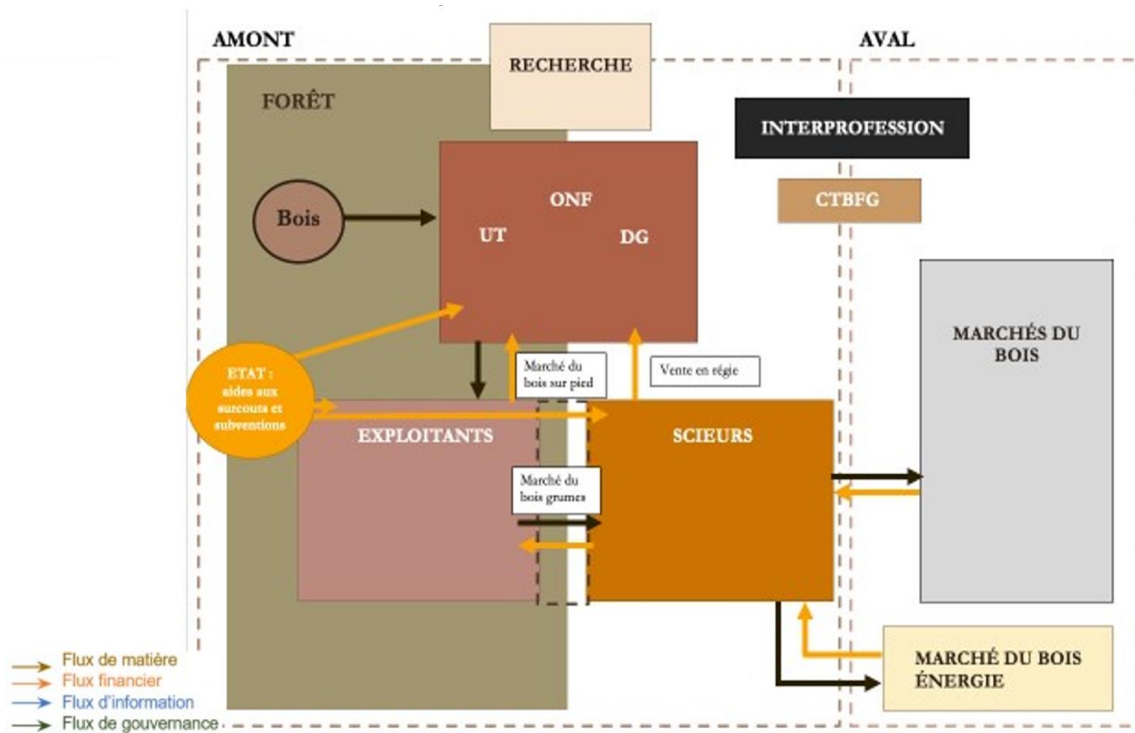 AMONT
AVAL
RECHERCHE
FORÊT
INTERPROFESSION
CTBFG
ONF
Bois
UT
DG
MARCHÉS DU
BOIS
ETAT :
aides aux
surcouts et
subventions
Marché du
bois sur pied
Vente en régie
EXPLOITANTS
SCIEURS
Marché du
bois grumes
MARCHÉ DU BOIS
ÉNERGIE
Flux de matière
Flux financier
Flux d'information
Flux de gouvernance